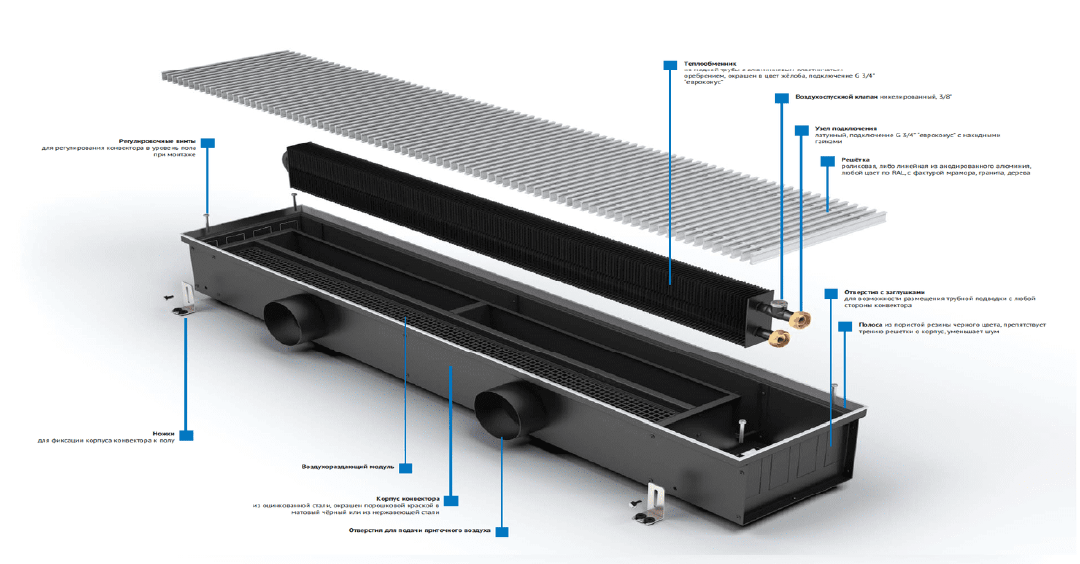 Теплообменник
оребрением, окрашен в цвет жёлоба, подключение G 3/4"
"евроконус"
Воздухоспускной клапан никелированный, 3/8"
Узел подключения
латунный, подключение G 3/4" "евроконус" с накидными
гайками
Решётка
роликовая, либо линейная из анодированного алюминия,
любой цвет по RAL, с фактурой мрамора, гранита, дерева
Регулировочные винты
для регулирования конвектора в уровень пола
при монтаже
Отверстия с заглушками
для возможности размещения трубной подводки с любой
стороны конвектора
Полоса из пористой резины черного цвета, препятствует
трению решетки о корпус, уменьшает шум
Ножки
для фиксации корпуса конвектора к полу
Воздухораздающий модуль
Корпус конвектора
из оцинкованной стали, окрашен порошковой краской в
матовый чёрный или из нержавеющей стали
Отверстия для подачи приточного воздуха